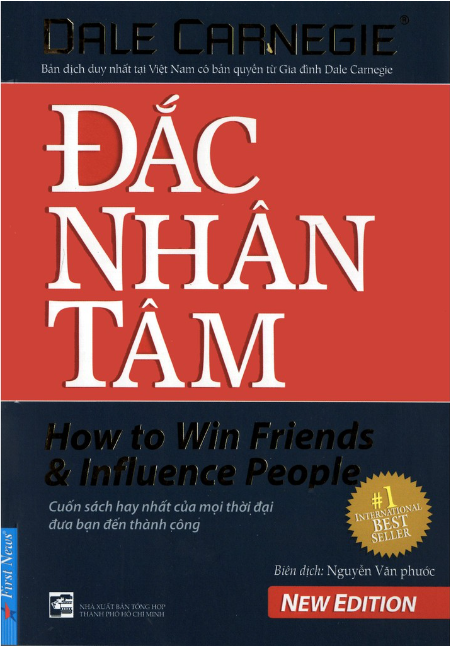 DALE CARNEGIE®
Bản dịch duy nhất tại Việt Nam có bản quyền từ Gia đình Dale Carnegie
ĐẮC
NHÂN
TÂM
How to Win Friends
& Influence People
Cuốn sách hay nhất của mọi thời đại
đưa bạn đến thành công
#1
INTERNATIONAL
BEST
SELLER
Biên dịch: Nguyễn Văn phước
NEW EDITION
First News®
NHÀ XUẤT BẢN TỔNG HỢP
THÀNH PHỐ HỒ CHÍ MINH